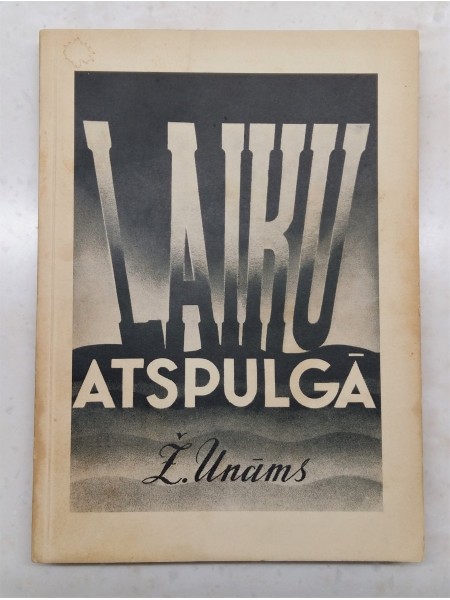 LAIKU
ATSPULGĀ
Ž. Unāms